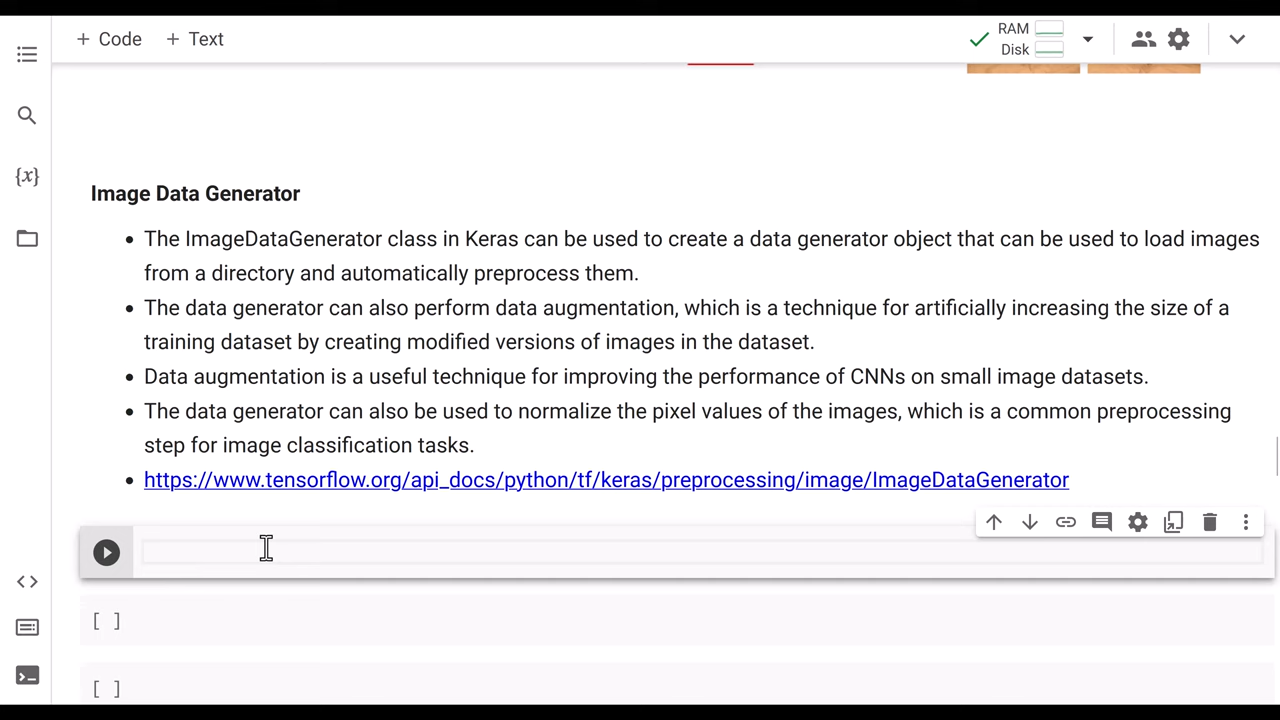 + Code + Text
RAM
Disk
{x}
Image Data Generator
• The ImageDataGenerator class in Keras can be used to create a data generator object that can be used to load images
from a directory and automatically preprocess them.
• The data generator can also perform data augmentation, which is a technique for artificially increasing the size of a
training dataset by creating modified versions of images in the dataset.
• Data augmentation is a useful technique for improving the performance of CNNs on small image datasets.
• The data generator can also be used to normalize the pixel values of the images, which is a common preprocessing
step for image classification tasks.
• https://www.tensorflow.org/api_docs/python/tf/keras/preprocessing/image/ImageDataGenerator
[ ]
[ ]